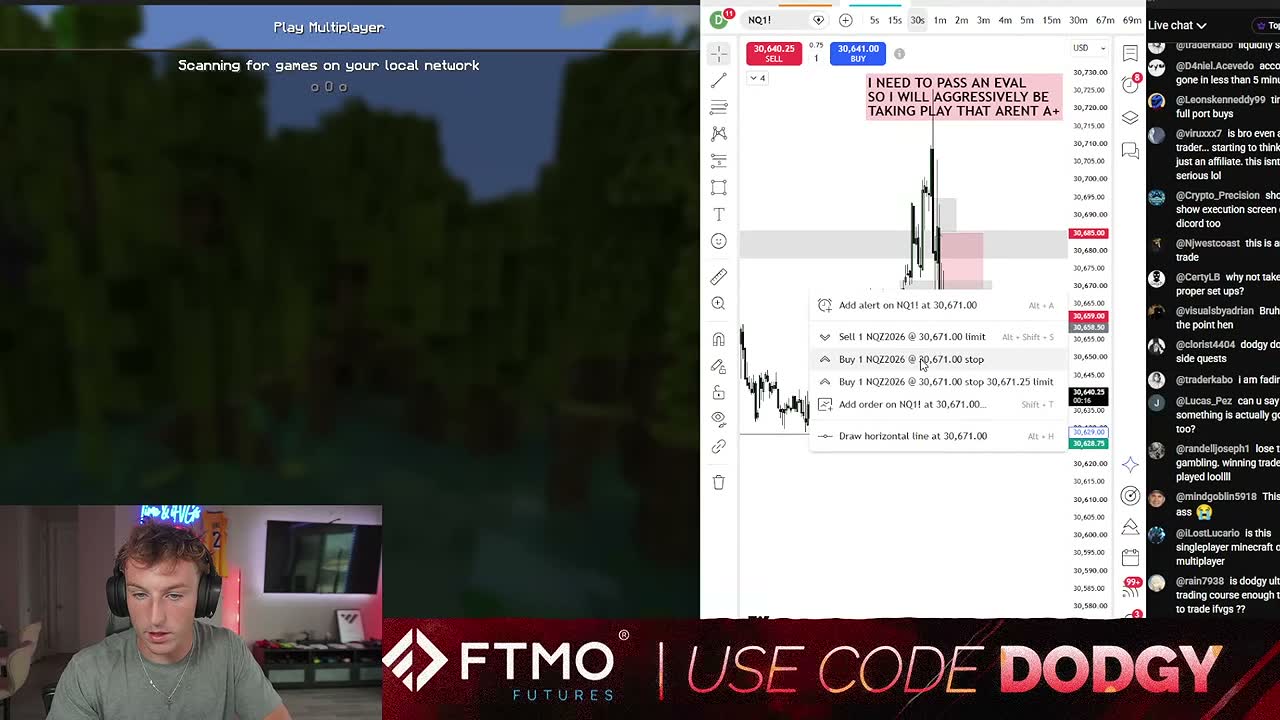 Play Multiplayer
Scanning for games on your local network
o O o
D
11
NQ1!
5s 15s 30s 1m 2m 3m 4m 5m 15m 30m 67m 69m
30,640.25
SELL
0.75
1
30,641.00
BUY
USD
4
I NEED TO PASS AN EVAL
SO I WILL AGGRESSIVELY BE
TAKING PLAY THAT ARENT A+
30,730.00
30,725.00
30,720.00
30,715.00
30,710.00
30,705.00
30,700.00
30,695.00
30,690.00
30,685.00
30,680.00
30,675.00
30,670.00
30,665.00
30,659.00
30,658.50
30,655.00
30,650.00
30,645.00
30,640.25
00:16
30,635.00
30,629.00
30,628.75
30,620.00
30,615.00
30,610.00
30,605.00
30,600.00
30,595.00
30,590.00
30,585.00
30,580.00
Add alert on NQ1! at 30,671.00 Alt + A
Sell 1 NQZ2026 @ 30,671.00 limit Alt + Shift + S
Buy 1 NQZ2026 @ 30,671.00 stop
Buy 1 NQZ2026 @ 30,671.00 stop 30,671.25 limit
Add order on NQ1! at 30,671.00... Shift + T
Draw horizontal line at 30,671.00 Alt + H
8
99+
3
Live chat
Top
@traderkabo liquidity s
@D4niel.Acevedo acco
gone in less than 5 minu
@Leonskenneddy99 tin
full port buys
@viruxxx7 is bro even a
trader... starting to think
just an affiliate. this isnt
serious lol
@Crypto_Precision sho
show execution screen o
dicord too
@Njwestcoast this is a
trade
@CertyLB why not take
proper set ups?
@visualsbyadrian Bruh
the point hen
@clorist4404 dodgy do
side quests
@traderkabo i am fadin
J
@Lucas_Pez can u say
something is actually go
too?
@randelljoseph1 lose t
gambling. winning trade
played loollll
@mindgoblin5918 This
ass 😭
@iLostLucario is this
singleplayer minecraft o
multiplayer
@rain7938 is dodgy ult
trading course enough t
to trade ifvgs ??
Time & FVGs
2
FTMO®
FUTURES
USE CODE DODGY